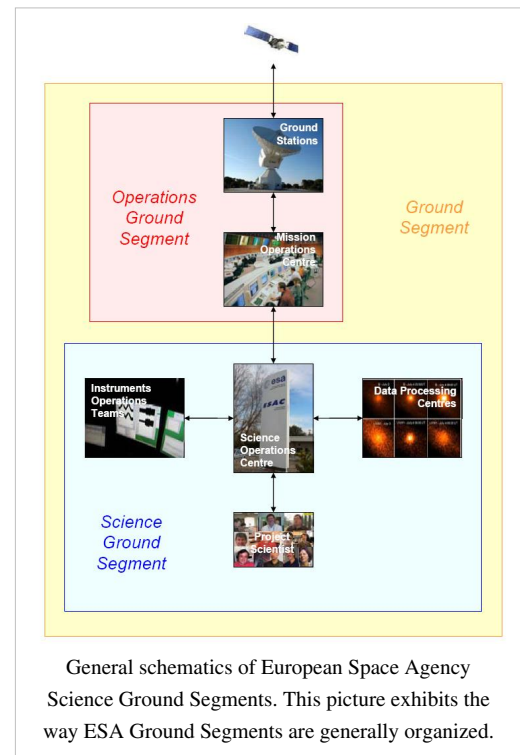 Ground
Stations
Operations
Ground
Segment
Ground
Segment
Mission
Operations
Centre
Instruments
Operations
Teams
esa
ESAC
Science
Operations
Centre
Data Processing
Centres
Science
Ground
Segment
Project
Scientist
General schematics of European Space Agency
Science Ground Segments. This picture exhibits the
way ESA Ground Segments are generally organized.